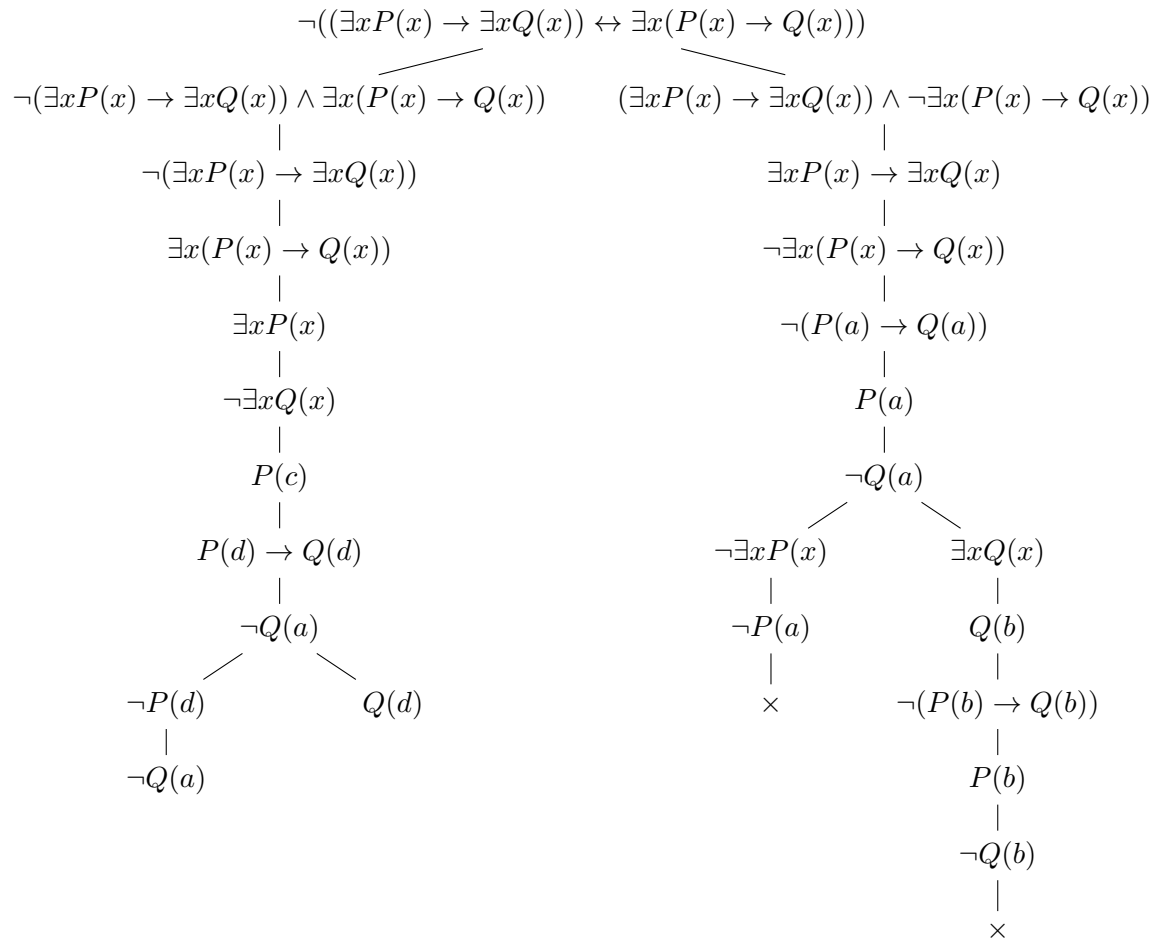 ¬((∃xP(x) → ∃xQ(x)) ↔ ∃x(P(x) → Q(x)))
¬(∃xP(x) → ∃xQ(x)) ∧ ∃x(P(x) → Q(x))
(∃xP(x) → ∃xQ(x)) ∧ ¬∃x(P(x) → Q(x))
¬(∃xP(x) → ∃xQ(x))
∃xP(x) → ∃xQ(x)
∃x(P(x) → Q(x))
¬∃x(P(x) → Q(x))
∃xP(x)
¬(P(a) → Q(a))
¬∃xQ(x)
P(a)
P(c)
¬Q(a)
P(d) → Q(d)
¬∃xP(x)
∃xQ(x)
¬Q(a)
¬P(a)
Q(b)
¬P(d)
Q(d)
×
¬(P(b) → Q(b))
¬Q(a)
P(b)
¬Q(b)
×